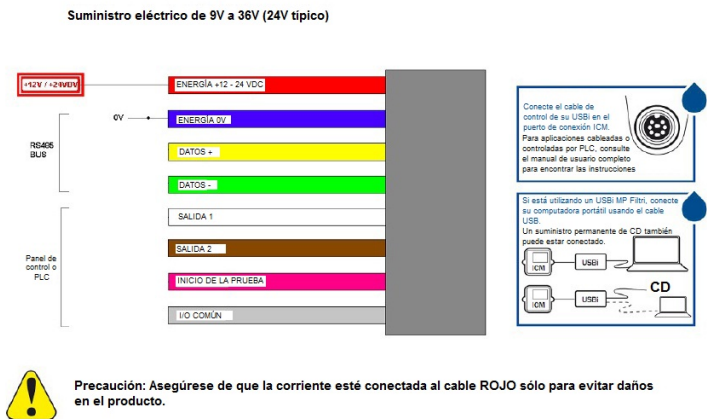 Suministro eléctrico de 9V a 36V (24V típico)
+12V / +24VDV
ENERGÍA +12 - 24 VDC
0V
ENERGÍA 0V
RS485
BUS
DATOS +
DATOS -
SALIDA 1
SALIDA 2
Panel de
control o
PLC
INICIO DE LA PRUEBA
I/O COMÚN
Conecte el cable de
control de su USBi en el
puerto de conexión ICM.
Para aplicaciones cableadas o
controladas por PLC, consulte
el manual de usuario completo
para encontrar las instrucciones
Si está utilizando un USBi MP Filtri, conecte
su computadora portátil usando el cable
USB.
Un suministro permanente de CD también
puede estar conectado.
ICM
USBi
CD
ICM
USBi
Precaución: Asegúrese de que la corriente esté conectada al cable ROJO sólo para evitar daños
en el producto.